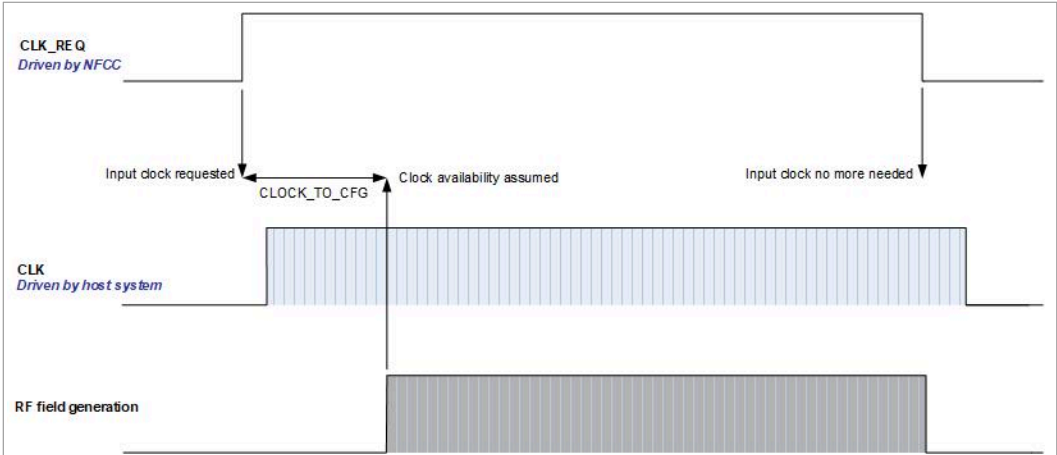 CLK_REQ
Driven by NFCC
Input clock requested
Clock availability assumed
Input clock no more needed
CLOCK_TO_CFG
CLK
Driven by host system
RF field generation